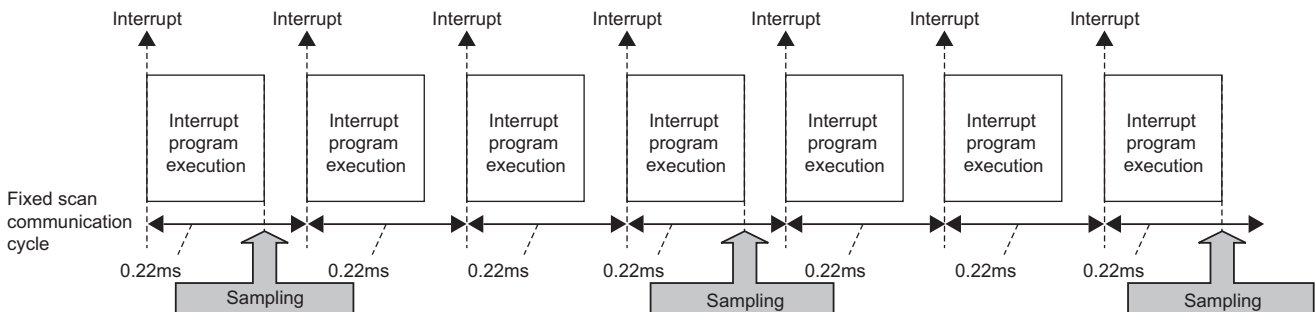 Interrupt Interrupt Interrupt Interrupt Interrupt Interrupt Interrupt
Interrupt
program
execution
Interrupt
program
execution
Interrupt
program
execution
Interrupt
program
execution
Interrupt
program
execution
Interrupt
program
execution
Interrupt
program
execution
Fixed scan
communication
cycle
0.22ms 0.22ms 0.22ms 0.22ms 0.22ms 0.22ms 0.22ms
Sampling Sampling Sampling